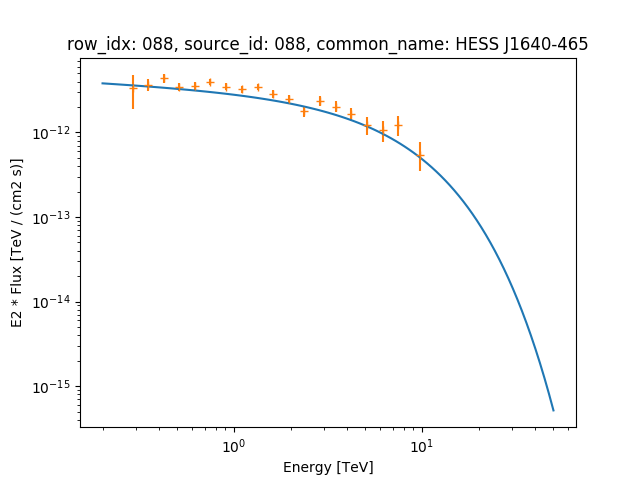 row_idx: 088, source_id: 088, common_name: HESS J1640-465
E2 * Flux [TeV / (cm2 s)]
10⁻¹²
10⁻¹³
10⁻¹⁴
10⁻¹⁵
10⁰ 10¹
Energy [TeV]